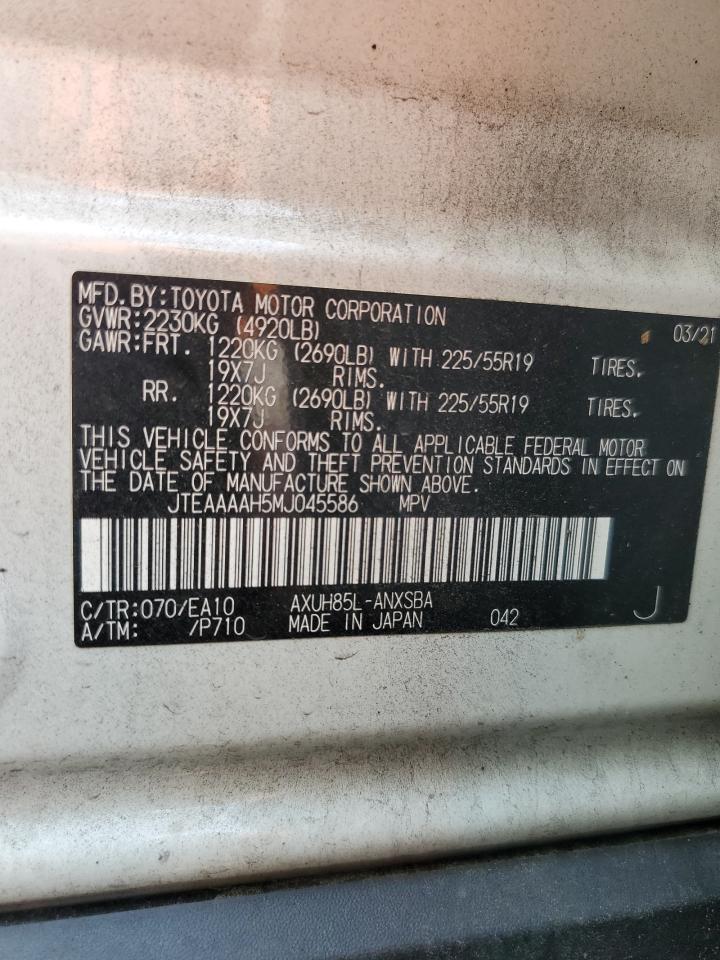 MFD.BY:TOYOTA MOTOR CORPORATION 03/21
GVWR:2230KG (4920LB)
GAWR:FRT. 1220KG (2690LB) WITH 225/55R19 TIRES,
19X7J RIMS.
RR. 1220KG (2690LB) WITH 225/55R19 TIRES,
19X7J RIMS.
THIS VEHICLE CONFORMS TO ALL APPLICABLE FEDERAL MOTOR
VEHICLE SAFETY AND THEFT PREVENTION STANDARDS IN EFFECT ON
THE DATE OF MANUFACTURE SHOWN ABOVE.
JTEAAAAH5MJ045586 MPV
C/TR:070/EA10 AXUH85L-ANXSBA J
A/TM: /P710 MADE IN JAPAN 042